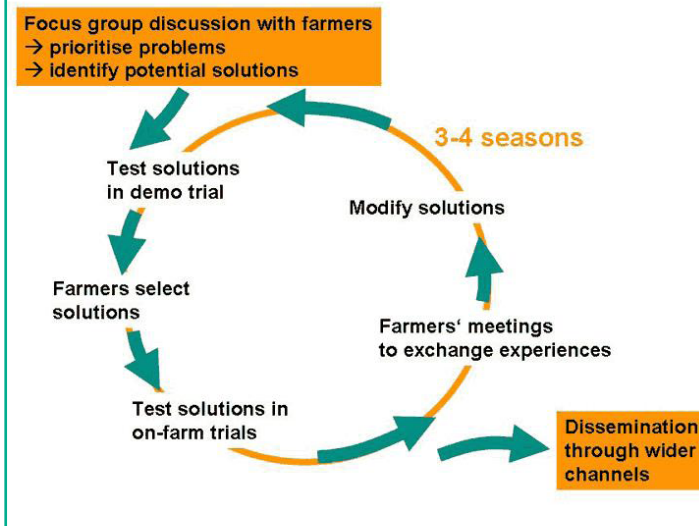 Focus group discussion with farmers
→ prioritise problems
→ identify potential solutions
3-4 seasons
Test solutions
in demo trial
Modify solutions
Farmers select
solutions
Farmers‘ meetings
to exchange experiences
Test solutions in
on-farm trials
Dissemination
through wider
channels